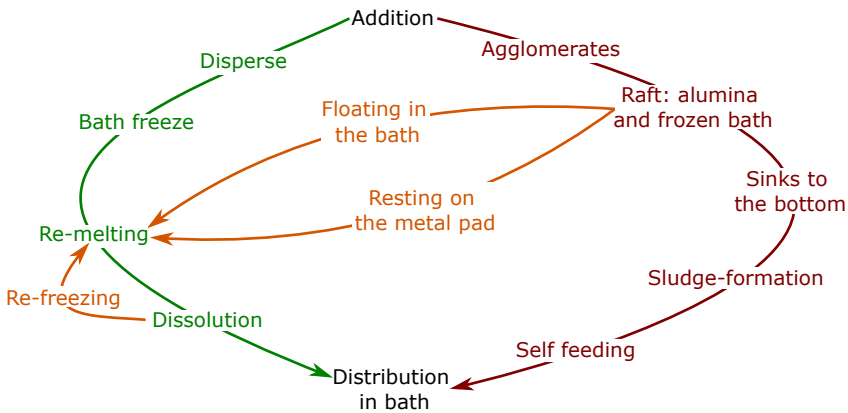 Addition
Disperse
Agglomerates
Bath freeze
Floating in
the bath
Raft: alumina
and frozen bath
Resting on
the metal pad
Sinks to
the bottom
Re-melting
Re-freezing
Sludge-formation
Dissolution
Self feeding
Distribution
in bath